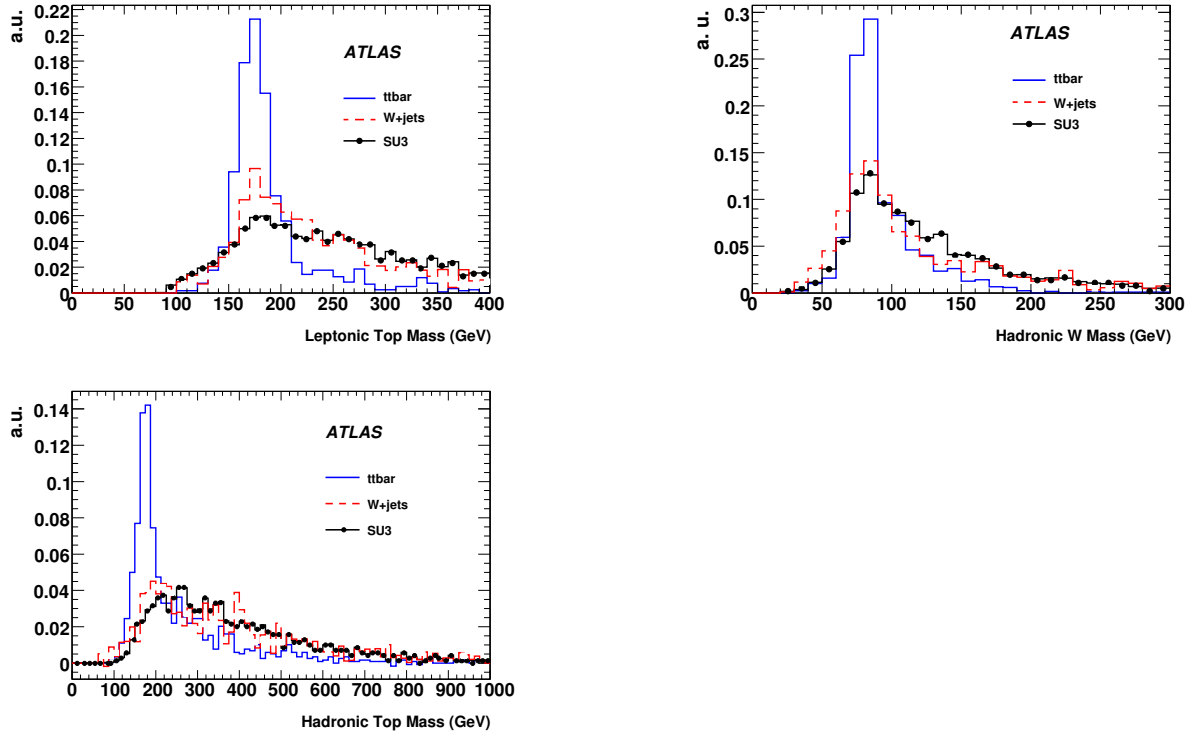 a.u.
0.22
0.2
0.18
0.16
0.14
0.12
0.1
0.08
0.06
0.04
0.02
0
ATLAS
ttbar
W+jets
SU3
0 50 100 150 200 250 300 350 400
Leptonic Top Mass (GeV)
a. u.
0.3
0.25
0.2
0.15
0.1
0.05
0
ATLAS
ttbar
W+jets
SU3
0 50 100 150 200 250 300
Hadronic W Mass (GeV)
a.u.
0.14
0.12
0.1
0.08
0.06
0.04
0.02
0
ATLAS
ttbar
W+jets
SU3
0 100 200 300 400 500 600 700 800 900 1000
Hadronic Top Mass (GeV)